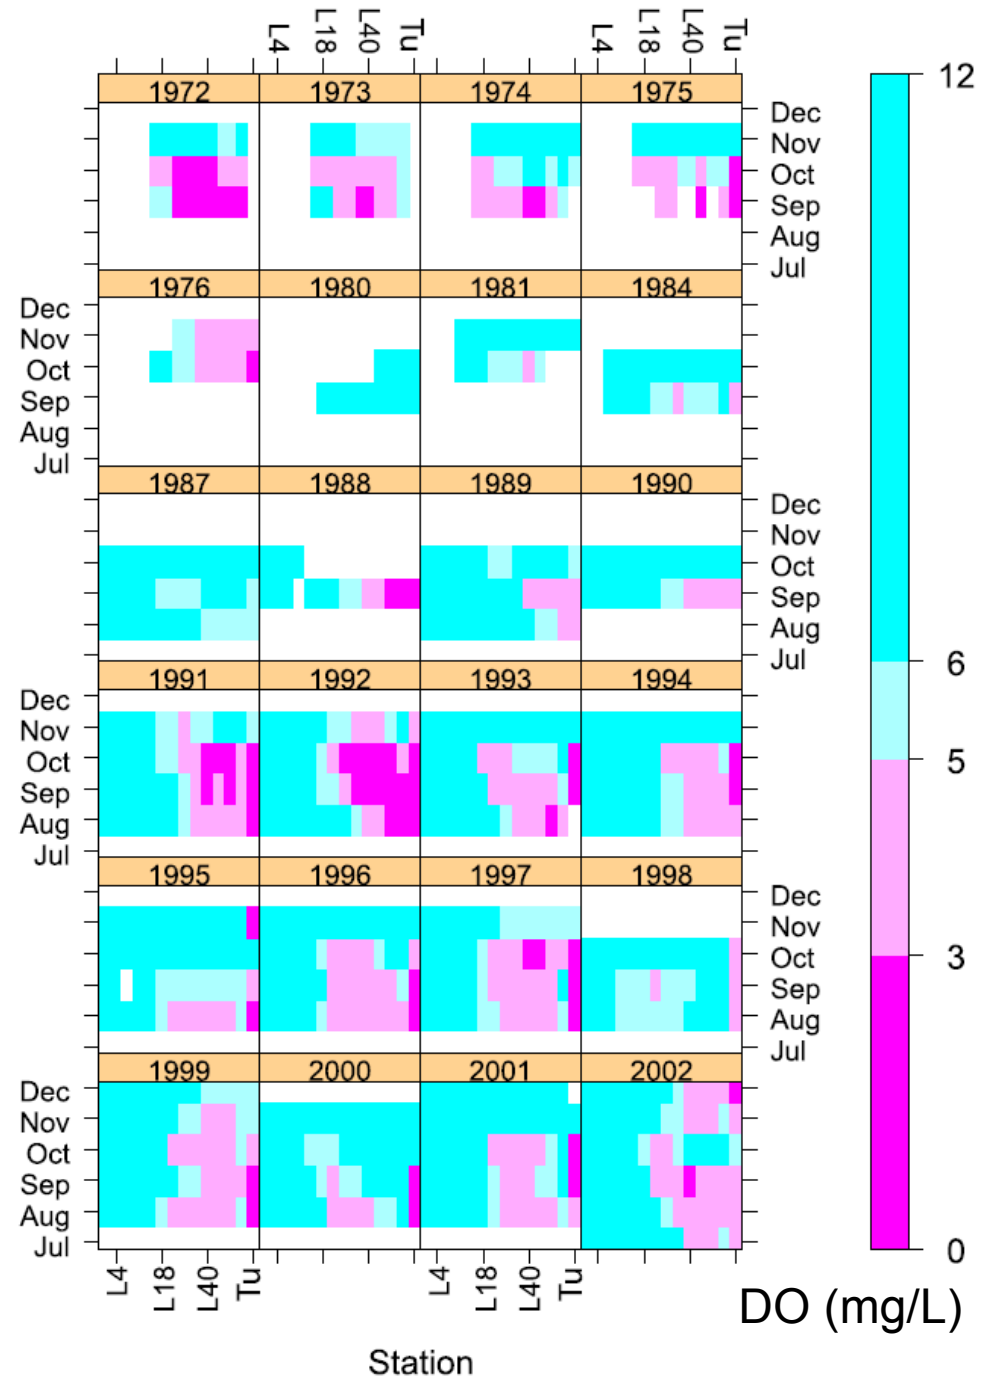 L4 L18 L40 Tu L4 L18 L40 Tu
1972 1973 1974 1975
12
Dec
Nov
Oct
Sep
Aug
Jul
1976 1980 1981 1984
Dec
Nov
Oct
Sep
Aug
Jul
1987 1988 1989 1990
Dec
Nov
Oct
Sep
Aug
Jul
6
1991 1992 1993 1994
Dec
Nov
Oct
Sep
Aug
Jul
5
1995 1996 1997 1998
Dec
Nov
Oct
Sep
Aug
Jul
3
1999 2000 2001 2002
Dec
Nov
Oct
Sep
Aug
Jul
0
L4 L18 L40 Tu L4 L18 L40 Tu
DO (mg/L)
Station